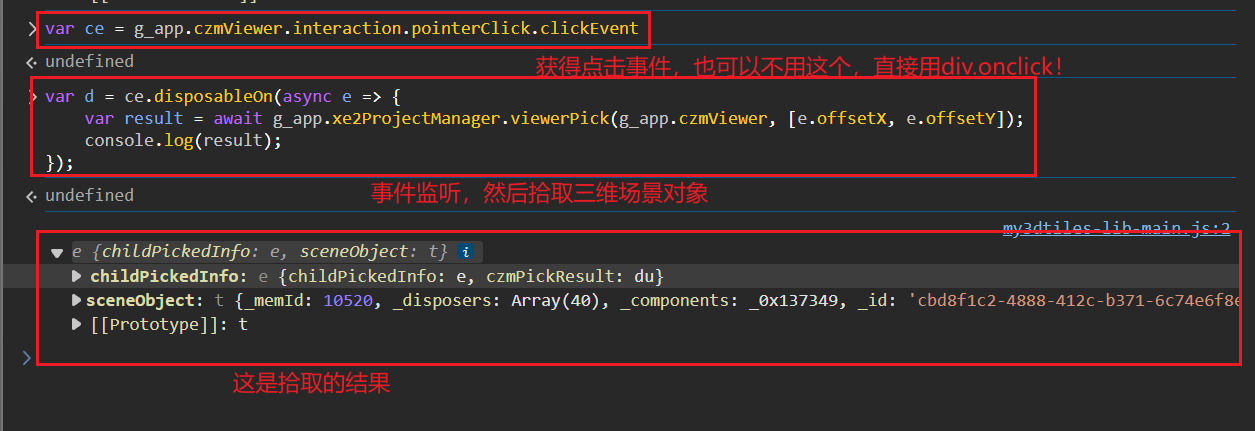 var ce = g_app.czmViewer.interaction.pointerClick.clickEvent
undefined
获得点击事件，也可以不用这个，直接用div.onclick！
var d = ce.disposableOn(async e => {
var result = await g_app.xe2ProjectManager.viewerPick(g_app.czmViewer, [e.offsetX, e.offsetY]);
console.log(result);
});
undefined
事件监听，然后拾取三维场景对象
my3dtiles-lib-main.js:2
e {childPickedInfo: e, sceneObject: t}
childPickedInfo: e {childPickedInfo: e, czmPickResult: du}
sceneObject: t {_memId: 10520, _disposers: Array(40), _components: _0x137349, _id: 'cbd8f1c2-4888-412c-b371-6c74e6f8e
[[Prototype]]: t
这是拾取的结果